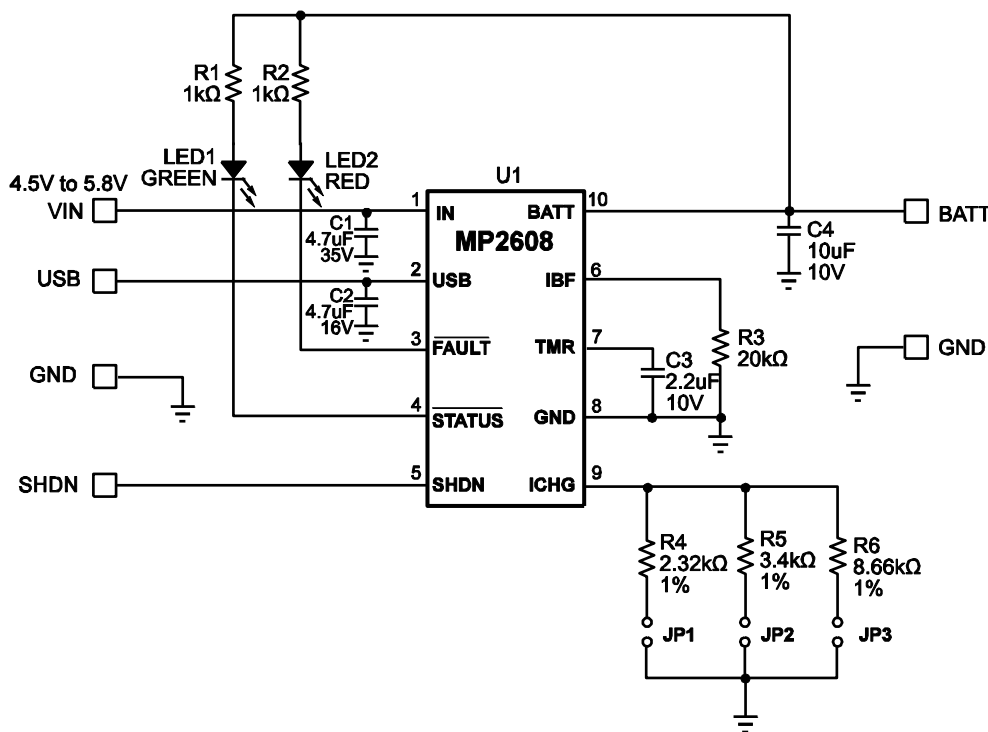 R1
1kΩ
R2
1kΩ
LED1
GREEN
LED2
RED
4.5V to 5.8V
VIN
USB
GND
SHDN
U1
MP2608
1
IN
2
USB
3
FAULT
4
STATUS
5
SHDN
BATT
10
IBF
6
TMR
7
GND
8
ICHG
9
C1
4.7uF
35V
C2
4.7uF
16V
C3
2.2uF
10V
R3
20kΩ
C4
10uF
10V
BATT
GND
R4
2.32kΩ
1%
R5
3.4kΩ
1%
R6
8.66kΩ
1%
JP1
JP2
JP3